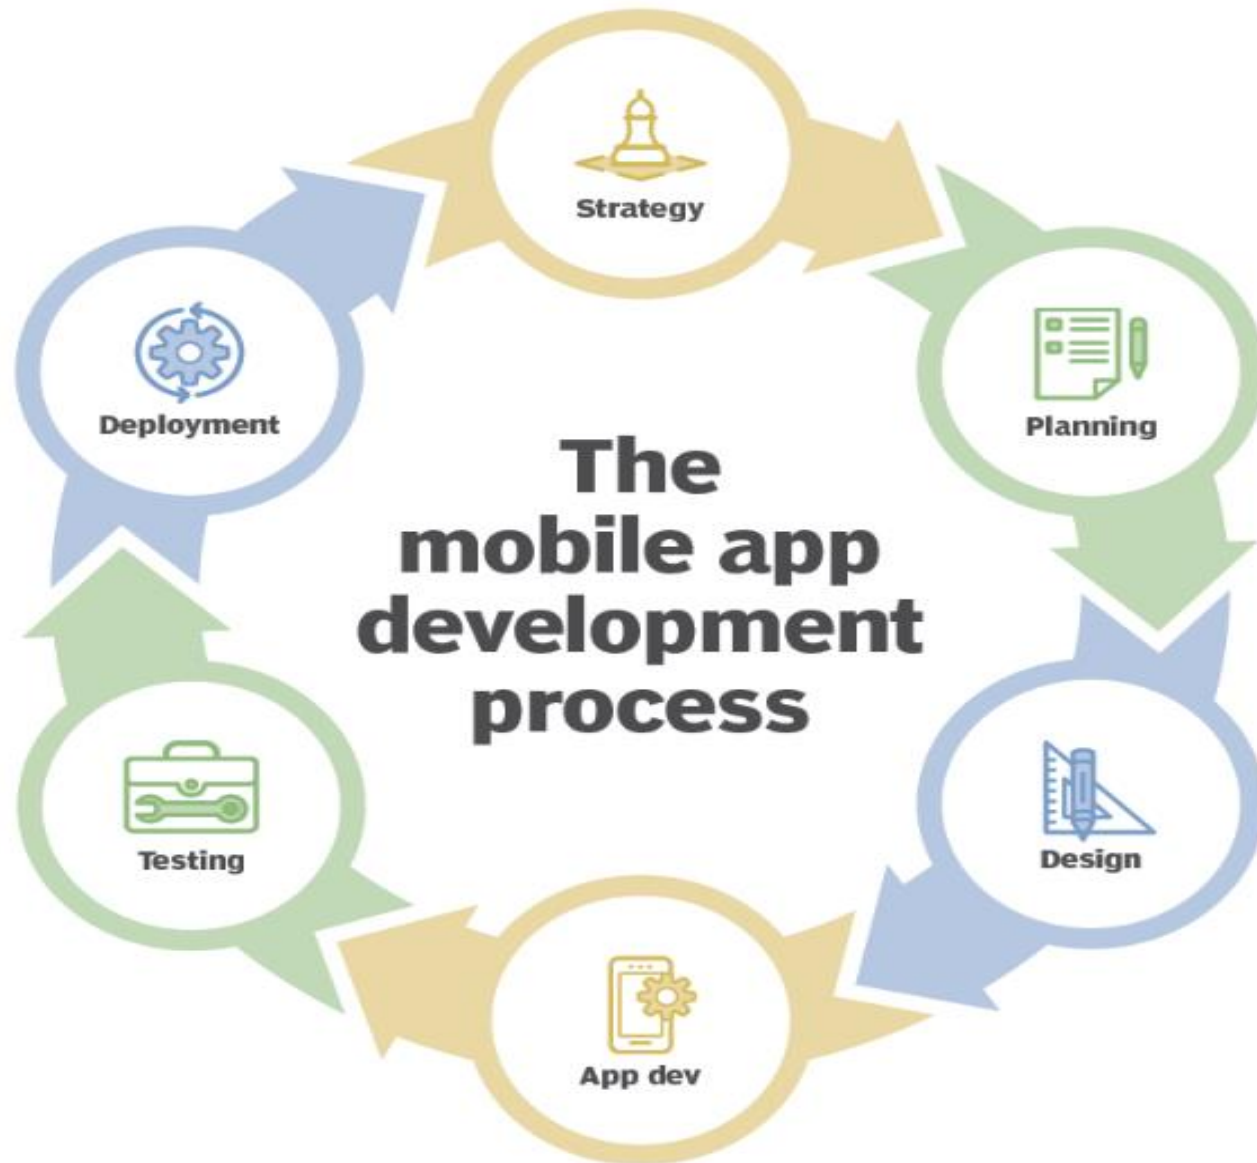 Strategy
Planning
Design
App dev
Testing
Deployment
The
mobile app
development
process